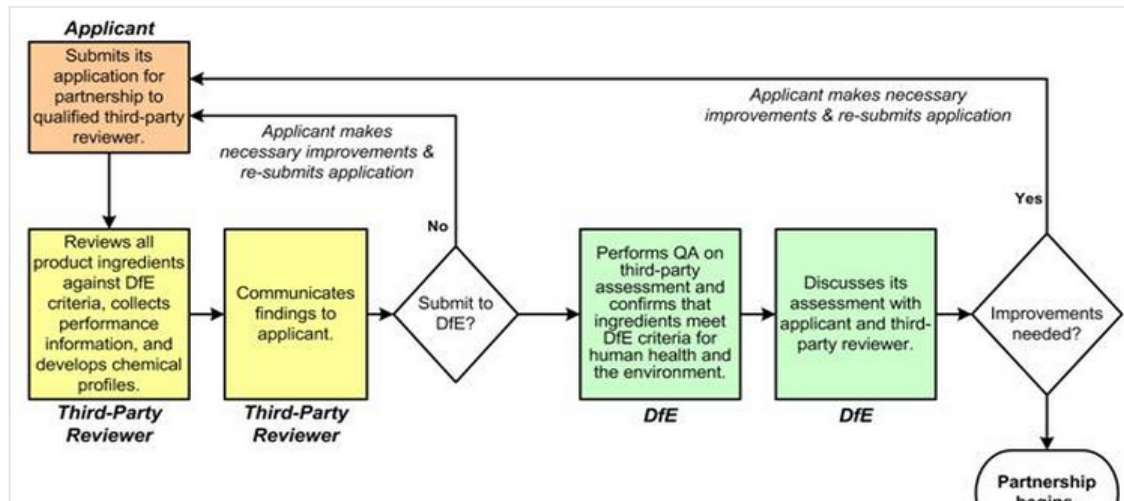 Applicant
Submits its
application for
partnership to
qualified third-party
reviewer.
Applicant makes
necessary improvements &
re-submits application
Applicant makes necessary
improvements & re-submits application
No
Yes
Reviews all
product ingredients
against DfE
criteria, collects
performance
information, and
develops chemical
profiles.
Third-Party
Reviewer
Communicates
findings to
applicant.
Third-Party
Reviewer
Submit to
DfE?
Performs QA on
third-party
assessment and
confirms that
ingredients meet
DfE criteria for
human health and
the environment.
DfE
Discusses its
assessment with
applicant and third-
party reviewer.
DfE
Improvements
needed?
Partnership
begins